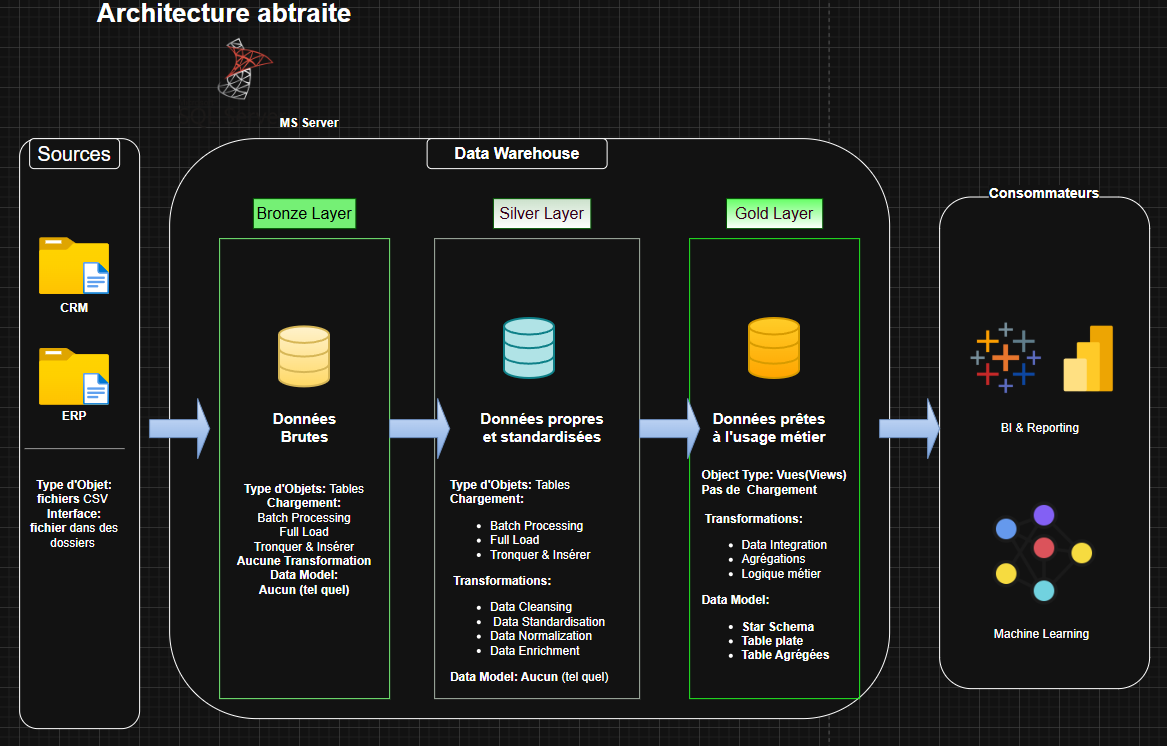 Architecture abtraite
MS Server
Sources
CRM
ERP
Type d'Objet:
fichiers CSV
Interface:
fichier dans des
dossiers
Data Warehouse
Bronze Layer
Données
Brutes
Type d'Objets: Tables
Chargement:
Batch Processing
Full Load
Tronquer & Insérer
Aucune Transformation
Data Model:
Aucun (tel quel)
Silver Layer
Données propres
et standardisées
Type d'Objets: Tables
Chargement:
Batch Processing
Full Load
Tronquer & Insérer
Transformations:
Data Cleansing
Data Standardisation
Data Normalization
Data Enrichment
Data Model: Aucun (tel quel)
Gold Layer
Données prêtes
à l'usage métier
Object Type: Vues(Views)
Pas de Chargement
Transformations:
Data Integration
Agrégations
Logique métier
Data Model:
Star Schema
Table plate
Table Agrégées
Consommateurs
BI & Reporting
Machine Learning